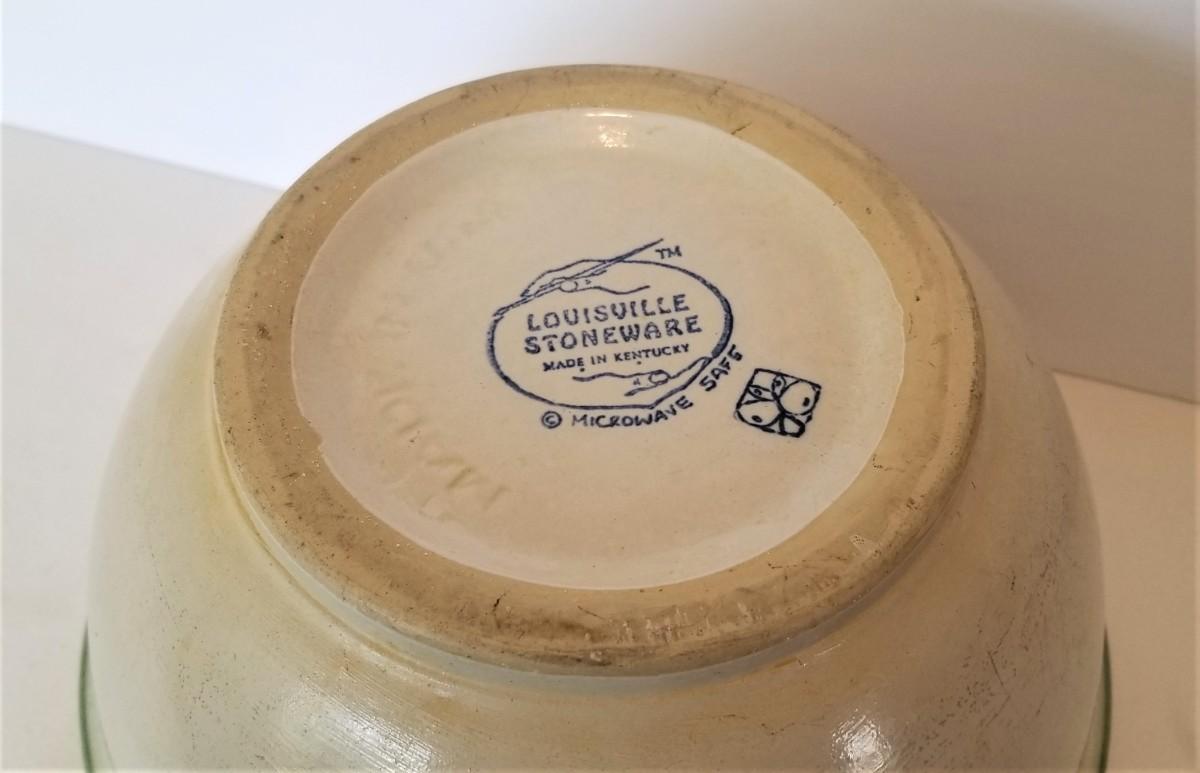 TM
LOUISVILLE
STONEWARE
MADE IN KENTUCKY
© MICROWAVE SAFE